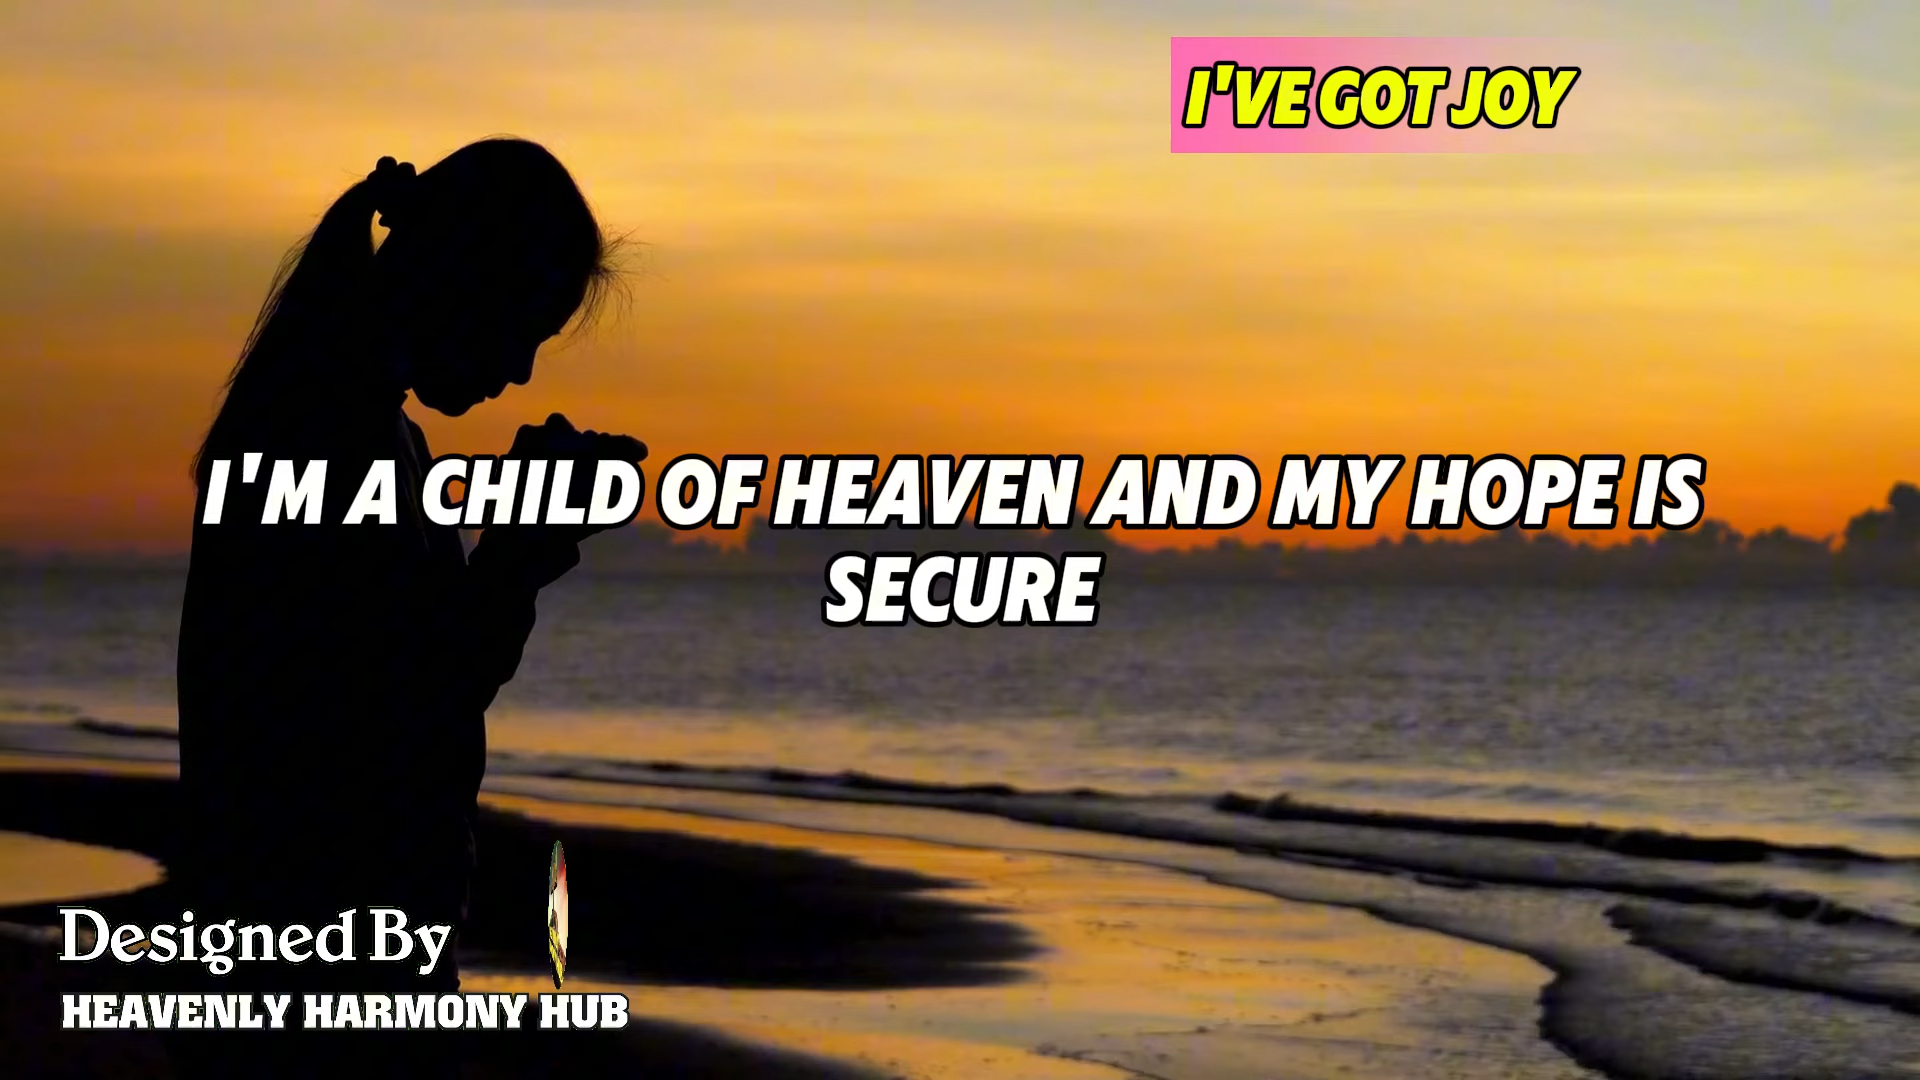 I'VE GOT JOY
I'M A CHILD OF HEAVEN AND MY HOPE IS
SECURE
Designed By
HEAVENLY HARMONY HUB